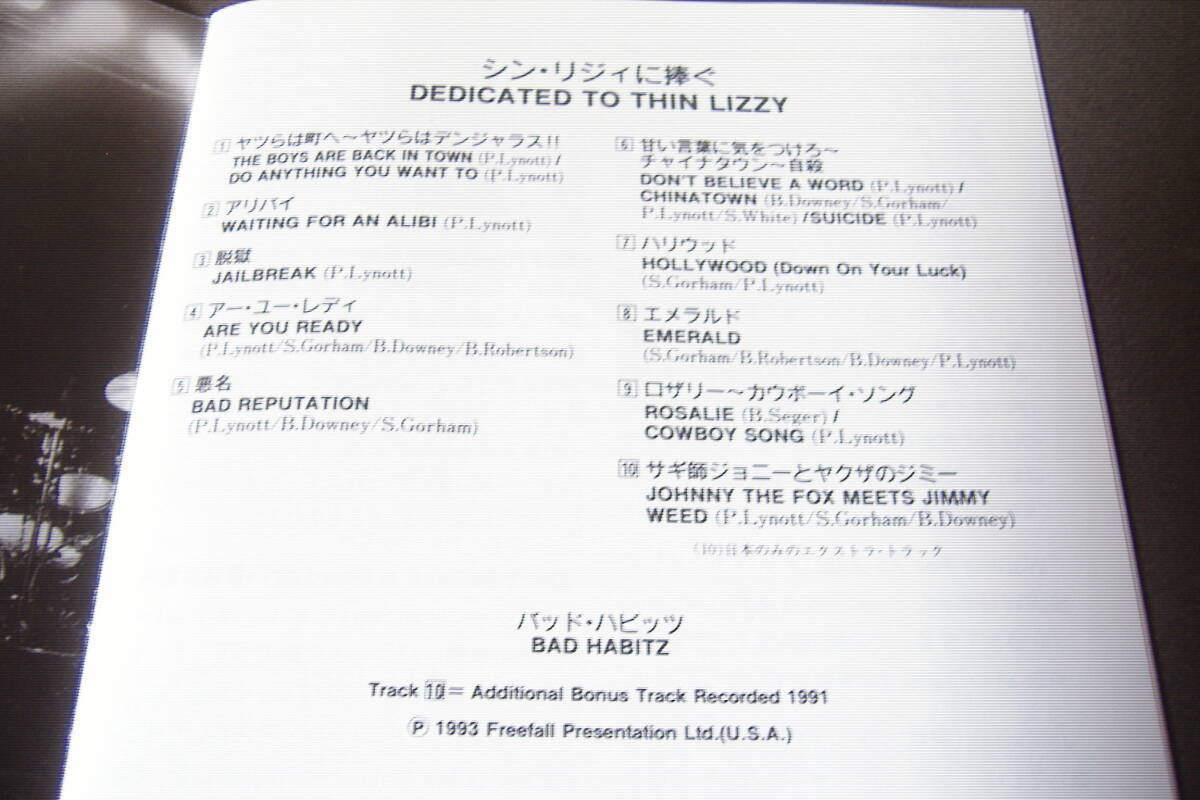 シン・リジィに捧ぐ
DEDICATED TO THIN LIZZY
1 ヤツらは町へ〜ヤツらはデンジャラス!!
THE BOYS ARE BACK IN TOWN (P.Lynott) /
DO ANYTHING YOU WANT TO (P.Lynott)
2 アリバイ
WAITING FOR AN ALIBI (P.Lynott)
3 脱獄
JAILBREAK (P.Lynott)
4 アー・ユー・レディ
ARE YOU READY
(P.Lynott/S.Gorham/B.Downey/B.Robertson)
5 悪名
BAD REPUTATION
(P.Lynott/B.Downey/S.Gorham)
6 甘い言葉に気をつけろ〜
チャイナタウン〜自殺
DON'T BELIEVE A WORD (P.Lynott) /
CHINATOWN (B.Downey/S.Gorham/
P.Lynott/S.White) /SUICIDE (P.Lynott)
7 ハリウッド
HOLLYWOOD (Down On Your Luck)
(S.Gorham/P.Lynott)
8 エメラルド
EMERALD
(S.Gorham/B.Robertson/B.Downey/P.Lynott)
9 ロザリー〜カウボーイ・ソング
ROSALIE (B.Seger) /
COWBOY SONG (P.Lynott)
10 サギ師ジョニーとヤクザのジミー
JOHNNY THE FOX MEETS JIMMY
WEED (P.Lynott/S.Gorham/B.Downey)
(10)日本のみのエクストラ・トラック
バッド・ハビッツ
BAD HABITZ
Track 10 = Additional Bonus Track Recorded 1991
Ⓟ 1993 Freefall Presentation Ltd.(U.S.A.)